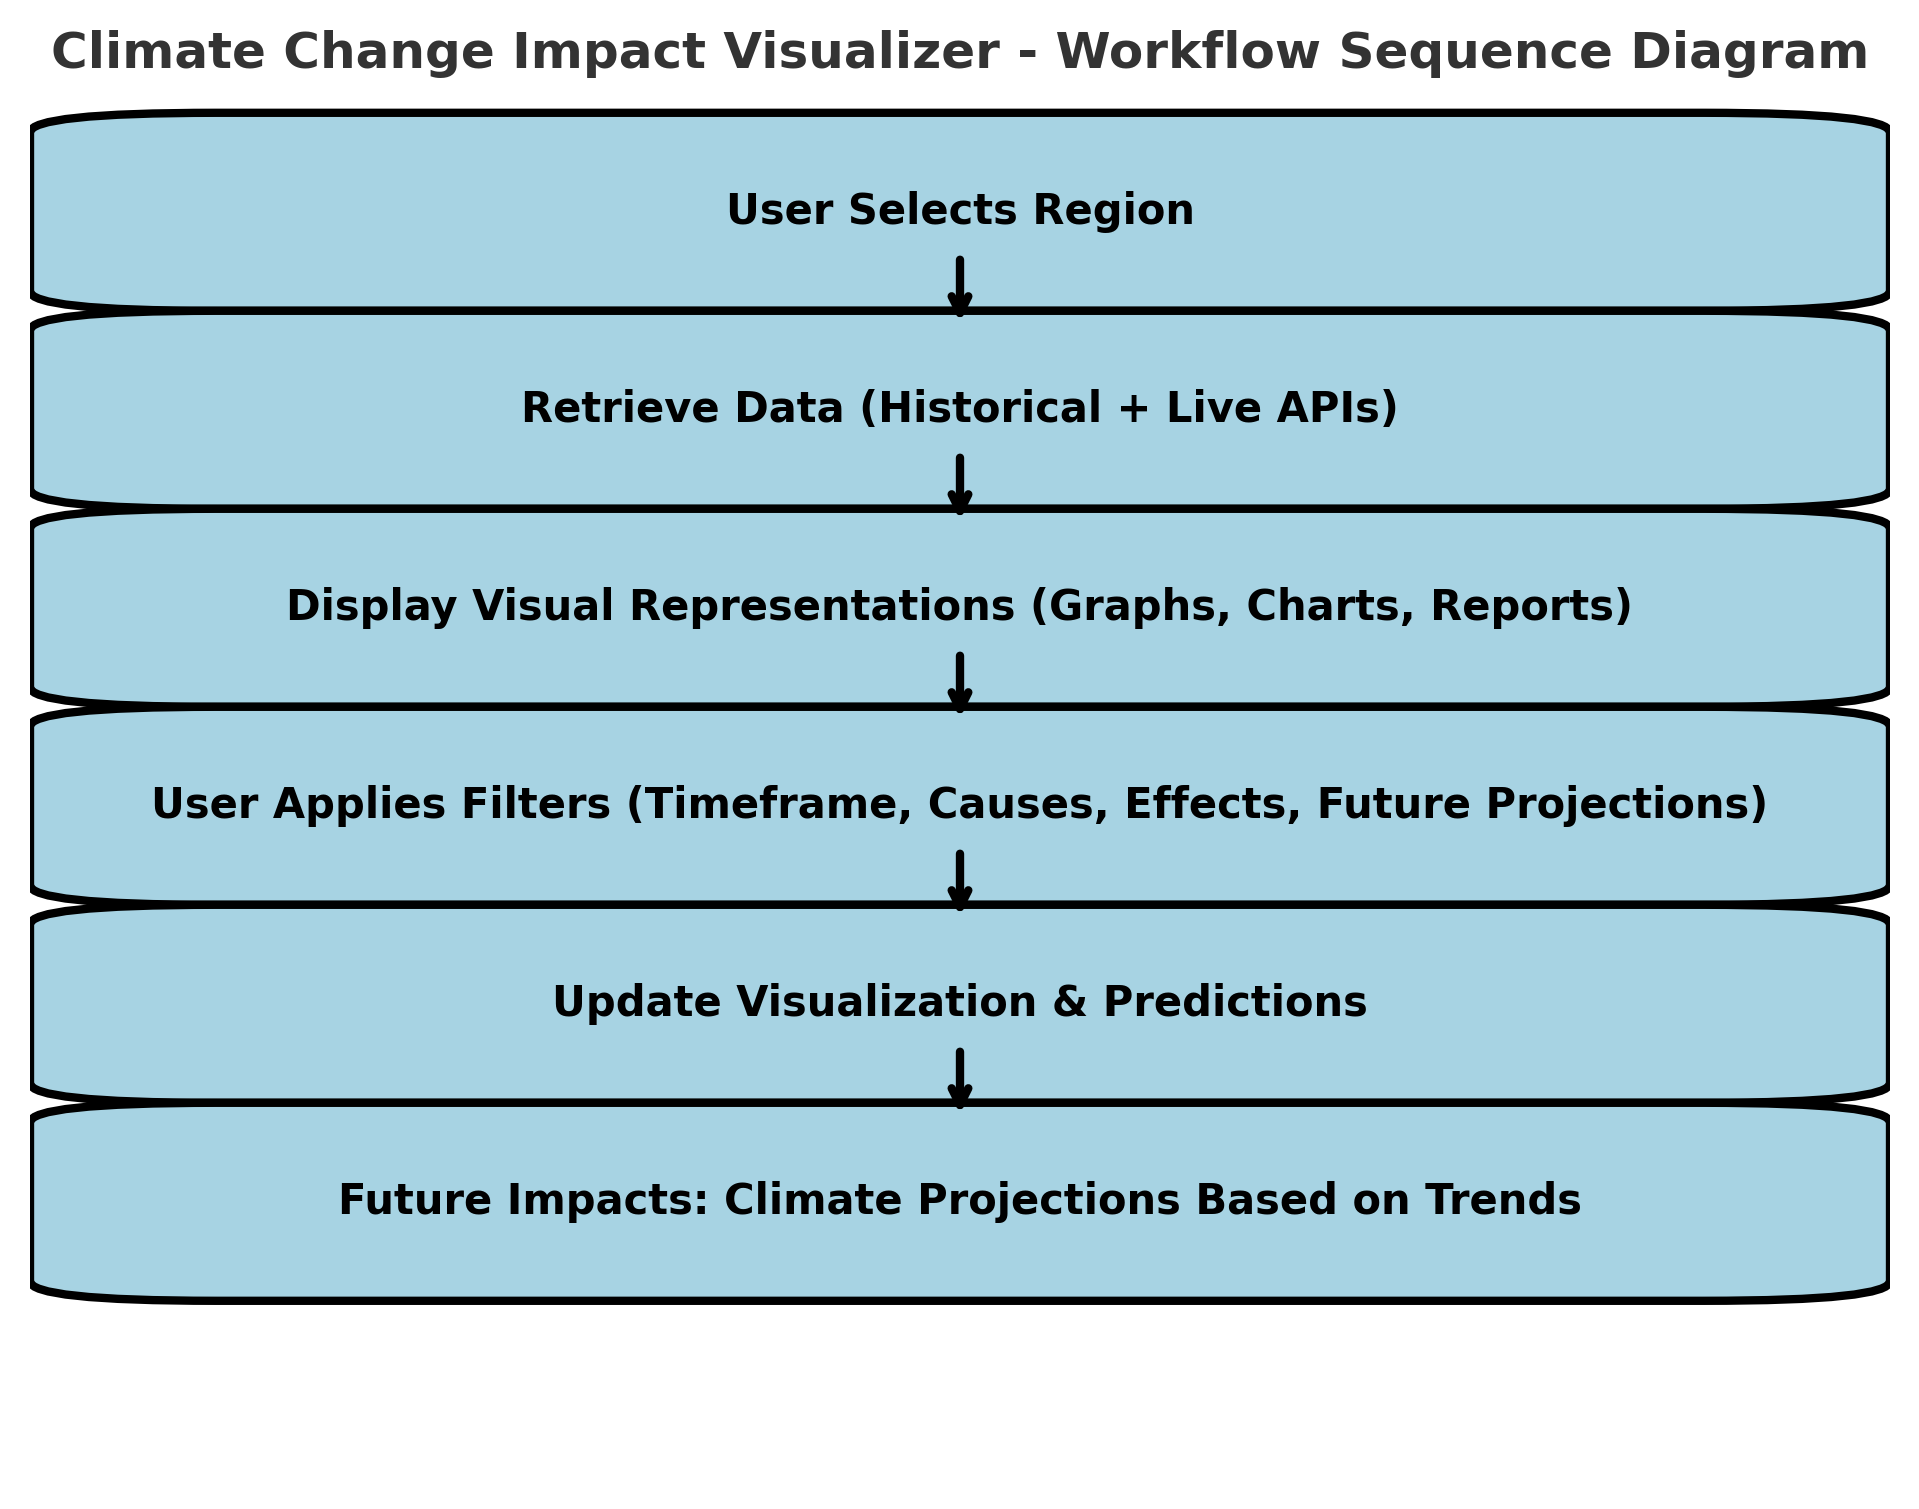 Climate Change Impact Visualizer - Workflow Sequence Diagram
User Selects Region
Retrieve Data (Historical + Live APIs)
Display Visual Representations (Graphs, Charts, Reports)
User Applies Filters (Timeframe, Causes, Effects, Future Projections)
Update Visualization & Predictions
Future Impacts: Climate Projections Based on Trends